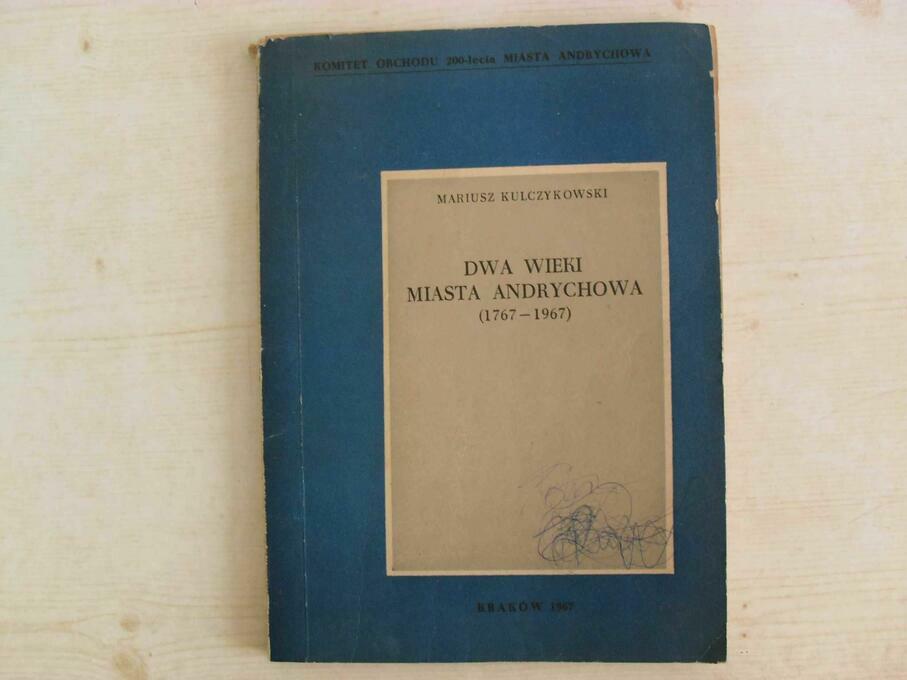 KOMITET OBCHODU 200-lecia MIASTA ANDRYCHOWA
MARIUSZ KULCZYKOWSKI
DWA WIEKI
MIASTA ANDRYCHOWA
(1767 — 1967)
KRAKÓW 1967